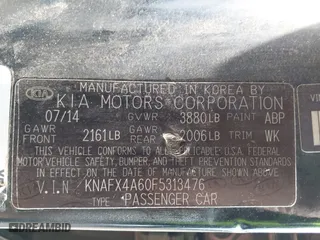 MANUFACTURED IN KOREA BY
KIA KIA MOTORS CORPORATION
07/14 GVWR 3880LB PAINT ABP
GAWR FRONT 2161LB GAWR REAR 2006LB TRIM WK
THIS VEHICLE CONFORMS TO ALL APPLICABLE U.S.A. FEDERAL
MOTOR VEHICLE SAFETY, BUMPER, AND THEFT PREVENTION STANDARDS
IN EFFECT ON THE DATE OF MANUFACTURE SHOWN ABOVE.
V.I.N KNAFX4A60F5313476
TYPE PASSENGER CAR
VIN